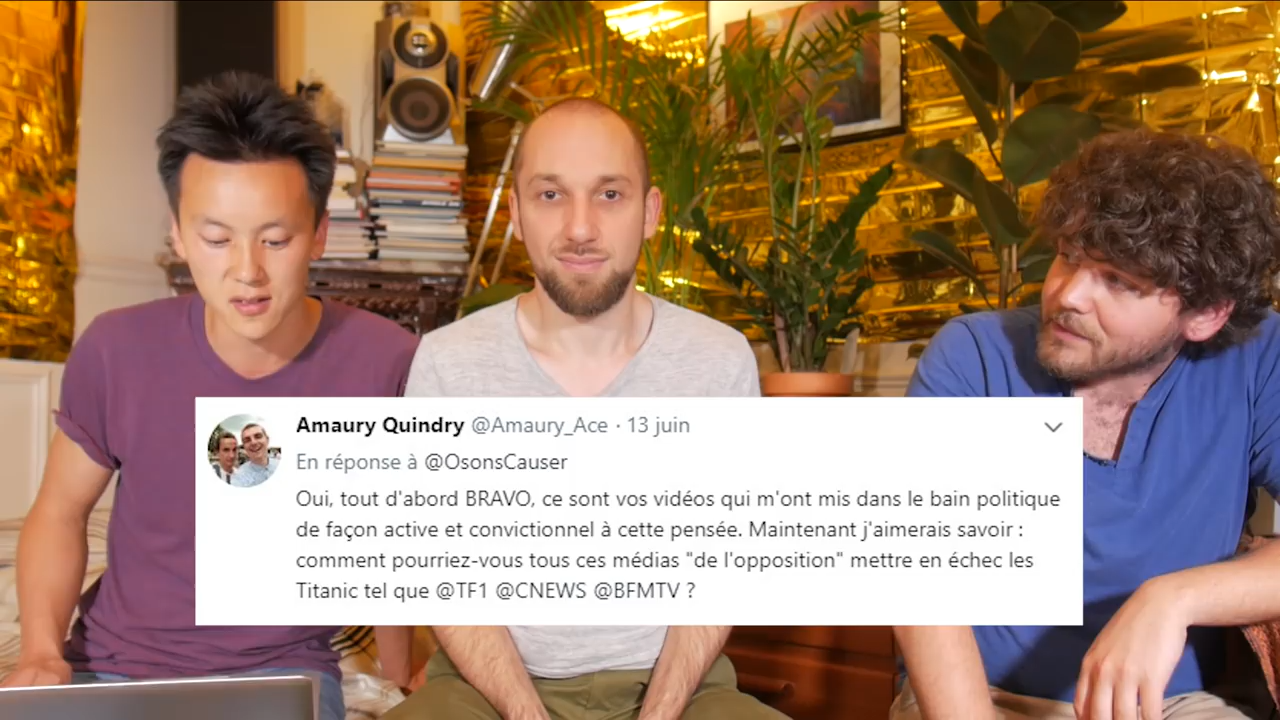 Amaury Quindry @Amaury_Ace · 13 juin
En réponse à @OsonsCauser
Oui, tout d'abord BRAVO, ce sont vos vidéos qui m'ont mis dans le bain politique
de façon active et convictionnel à cette pensée. Maintenant j'aimerais savoir :
comment pourriez-vous tous ces médias "de l'opposition" mettre en échec les
Titanic tel que @TF1 @CNEWS @BFMTV ?